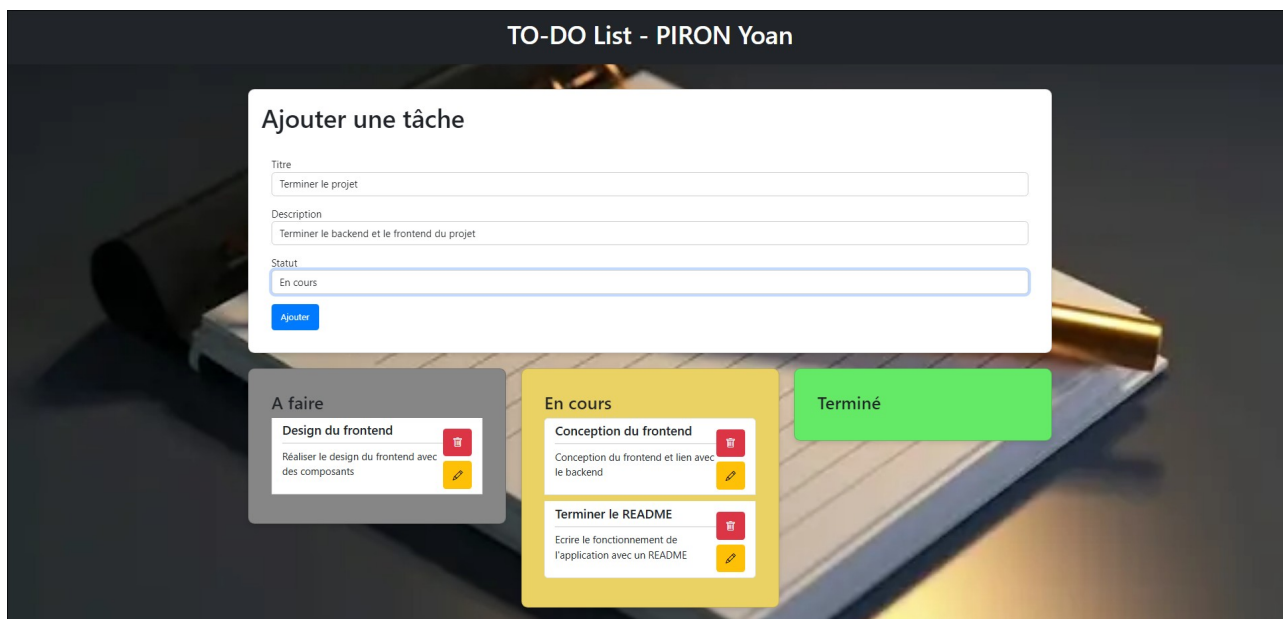 TO-DO List - PIRON Yoan
Ajouter une tâche
Titre
Terminer le projet
Description
Terminer le backend et le frontend du projet
Statut
En cours
Ajouter
A faire
Design du frontend
Réaliser le design du frontend avec
des composants
En cours
Conception du frontend
Conception du frontend et lien avec
le backend
Terminer le README
Ecrire le fonctionnement de
l'application avec un README
Terminé